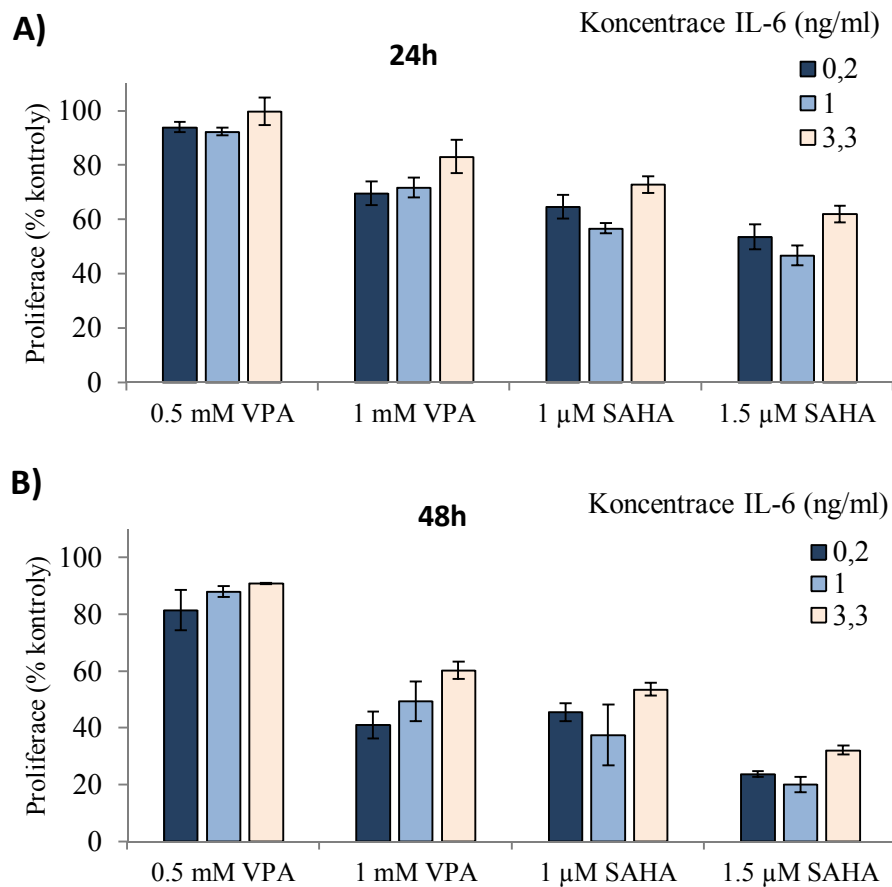 A)
Koncentrace IL-6 (ng/ml)
24h
0,2
1
3,3
Proliferace (% kontroly)
100
80
60
40
20
0
0.5 mM VPA
1 mM VPA
1 µM SAHA
1.5 µM SAHA
B)
Koncentrace IL-6 (ng/ml)
48h
0,2
1
3,3
Proliferace (% kontroly)
100
80
60
40
20
0
0.5 mM VPA
1 mM VPA
1 µM SAHA
1.5 µM SAHA